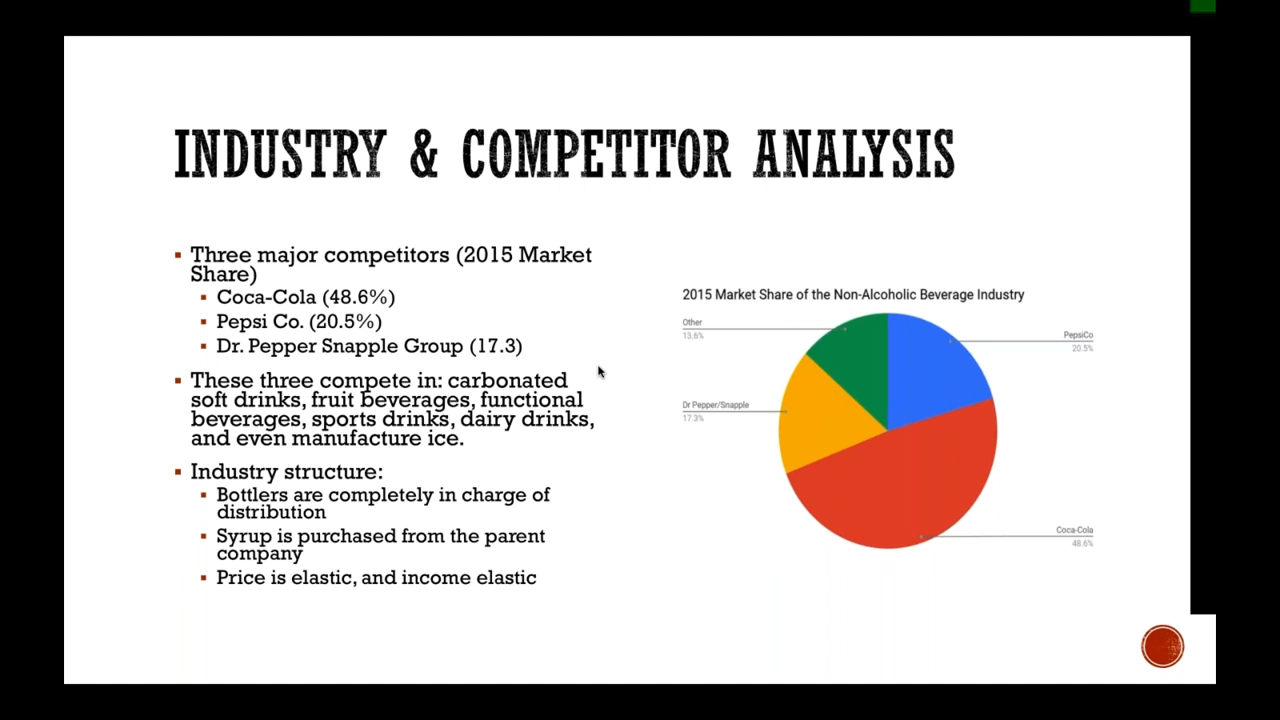 INDUSTRY & COMPETITOR ANALYSIS
Three major competitors (2015 Market
Share)
Coca-Cola (48.6%)
Pepsi Co. (20.5%)
Dr. Pepper Snapple Group (17.3)
These three compete in: carbonated
soft drinks, fruit beverages, functional
beverages, sports drinks, dairy drinks,
and even manufacture ice.
Industry structure:
Bottlers are completely in charge of
distribution
Syrup is purchased from the parent
company
Price is elastic, and income elastic
2015 Market Share of the Non-Alcoholic Beverage Industry
Other
13.6%
PepsiCo
20.5%
Dr Pepper/Snapple
17.3%
Coca-Cola
48.6%